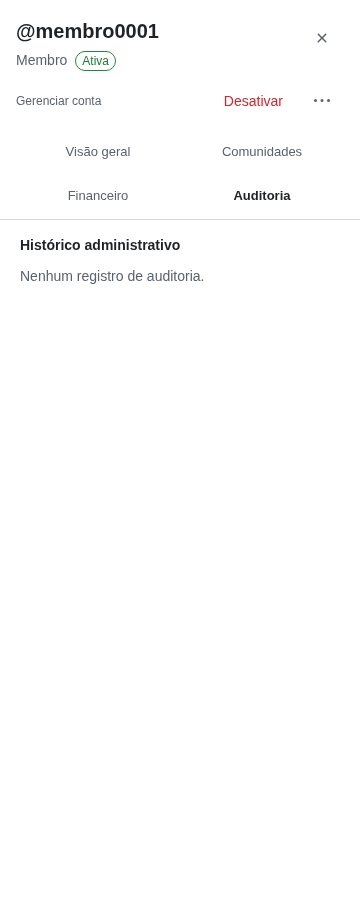 @membro0001
Membro Ativa
Gerenciar conta Desativar
Visão geral Comunidades
Financeiro Auditoria
Histórico administrativo
Nenhum registro de auditoria.